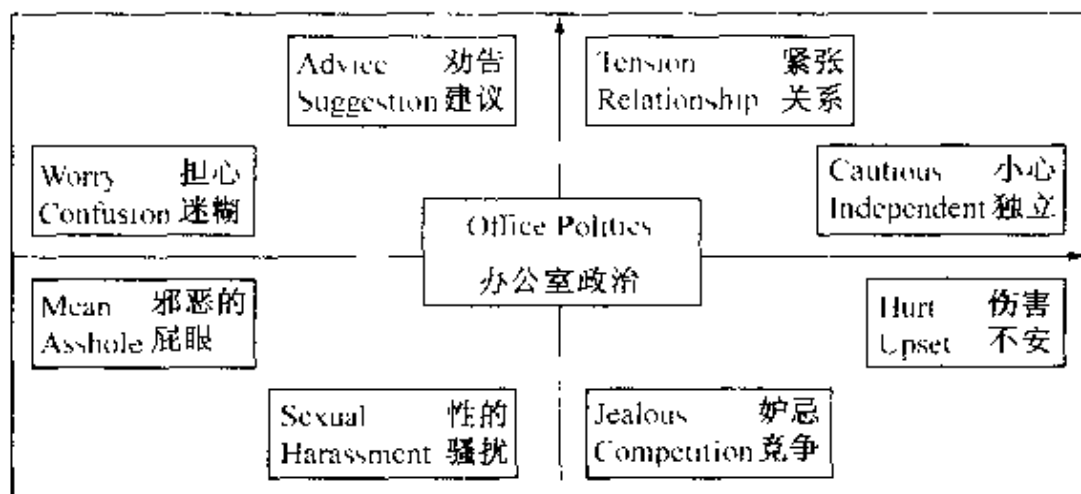 Advice 劝告
Suggestion 建议
Tension 紧张
Relationship 关系
Worry 担心
Confusion 迷糊
Cautious 小心
Independent 独立
Office Politics
办公室政治
Mean 邪恶的
Asshole 屁眼
Hurt 伤害
Upset 不安
Sexual 性的
Harassment 骚扰
Jealous 妒忌
Competition 竞争